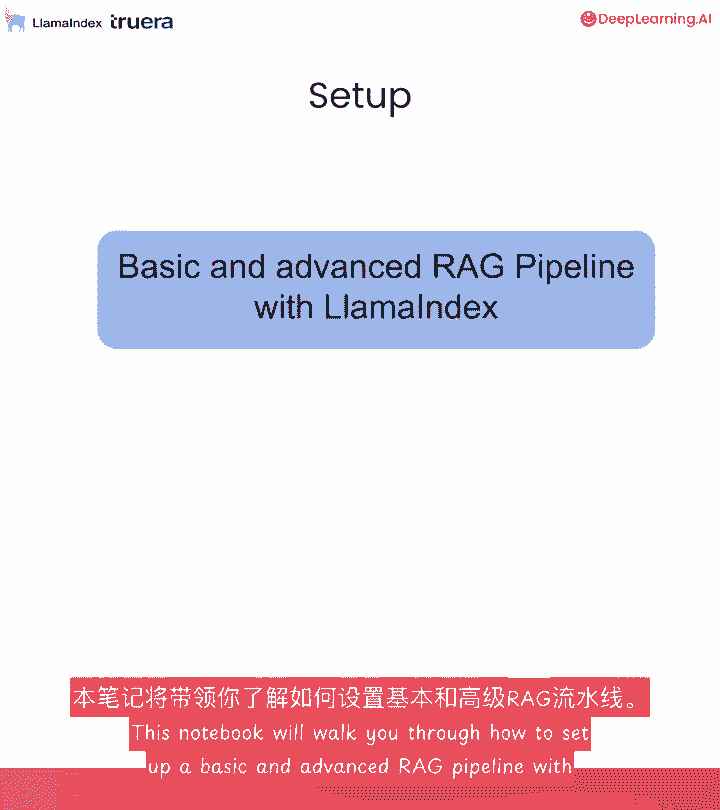 LlamaIndex truera
DeepLearning.AI
Setup
Basic and advanced RAG Pipeline
with LlamaIndex
本笔记将带领你了解如何设置基本和高级RAG流水线。
This notebook will walk you through how to set
up a basic and advanced RAG pipeline with